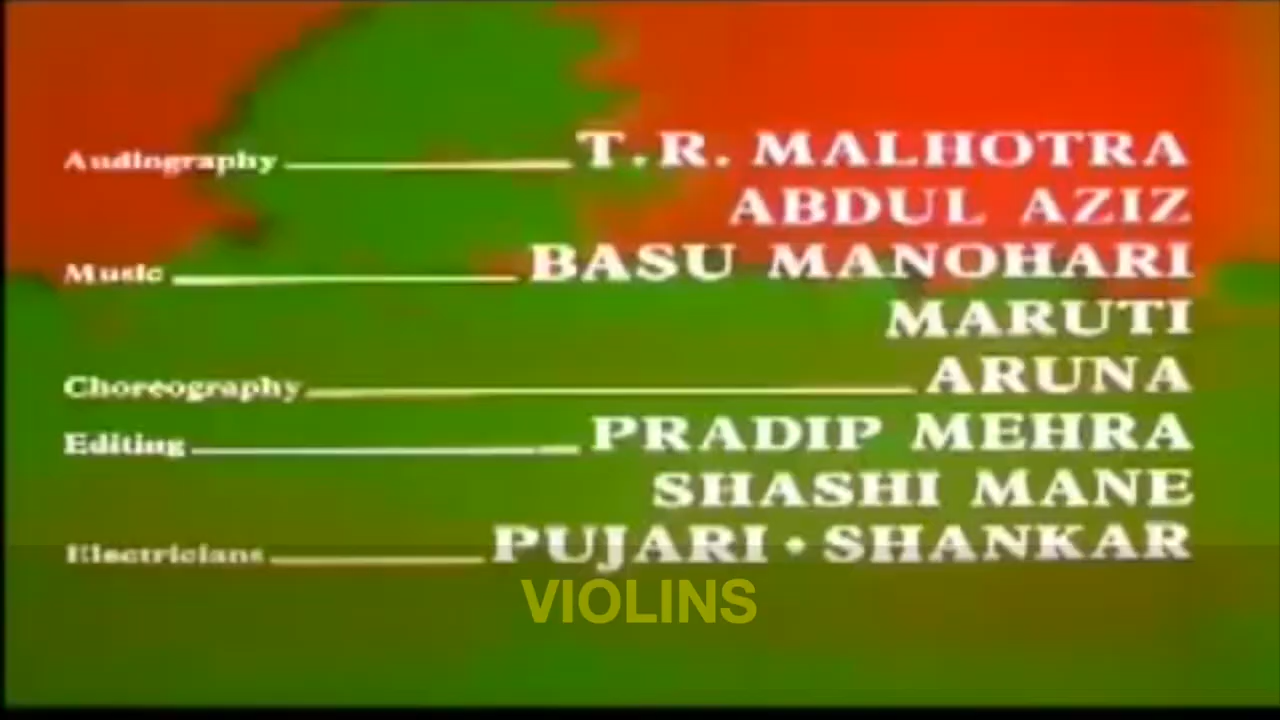 Audiography T.R. MALHOTRA
ABDUL AZIZ
Music BASU MANOHARI
MARUTI
Choreography ARUNA
Editing PRADIP MEHRA
SHASHI MANE
Electricians PUJARI • SHANKAR
VIOLINS